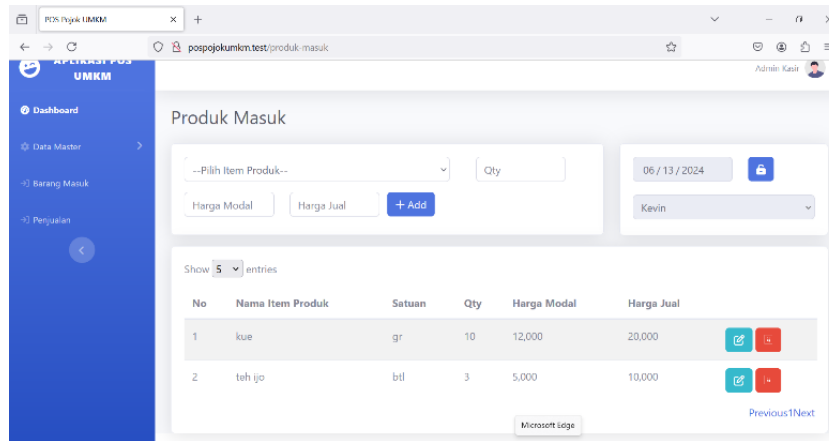 POS Pojok UMKM
pospojokumkm.test/produk-masuk
APLIKASI POS
UMKM
Admin Kasir
Dashboard
Data Master
Barang Masuk
Penjualan
Produk Masuk
--Pilih Item Produk-- Qty
Harga Modal Harga Jual + Add
06 / 13 / 2024
Kevin
Show 5 entries
No Nama Item Produk Satuan Qty Harga Modal Harga Jual
1 kue gr 10 12,000 20,000
2 teh ijo btl 3 5,000 10,000
Previous1Next
Microsoft Edge